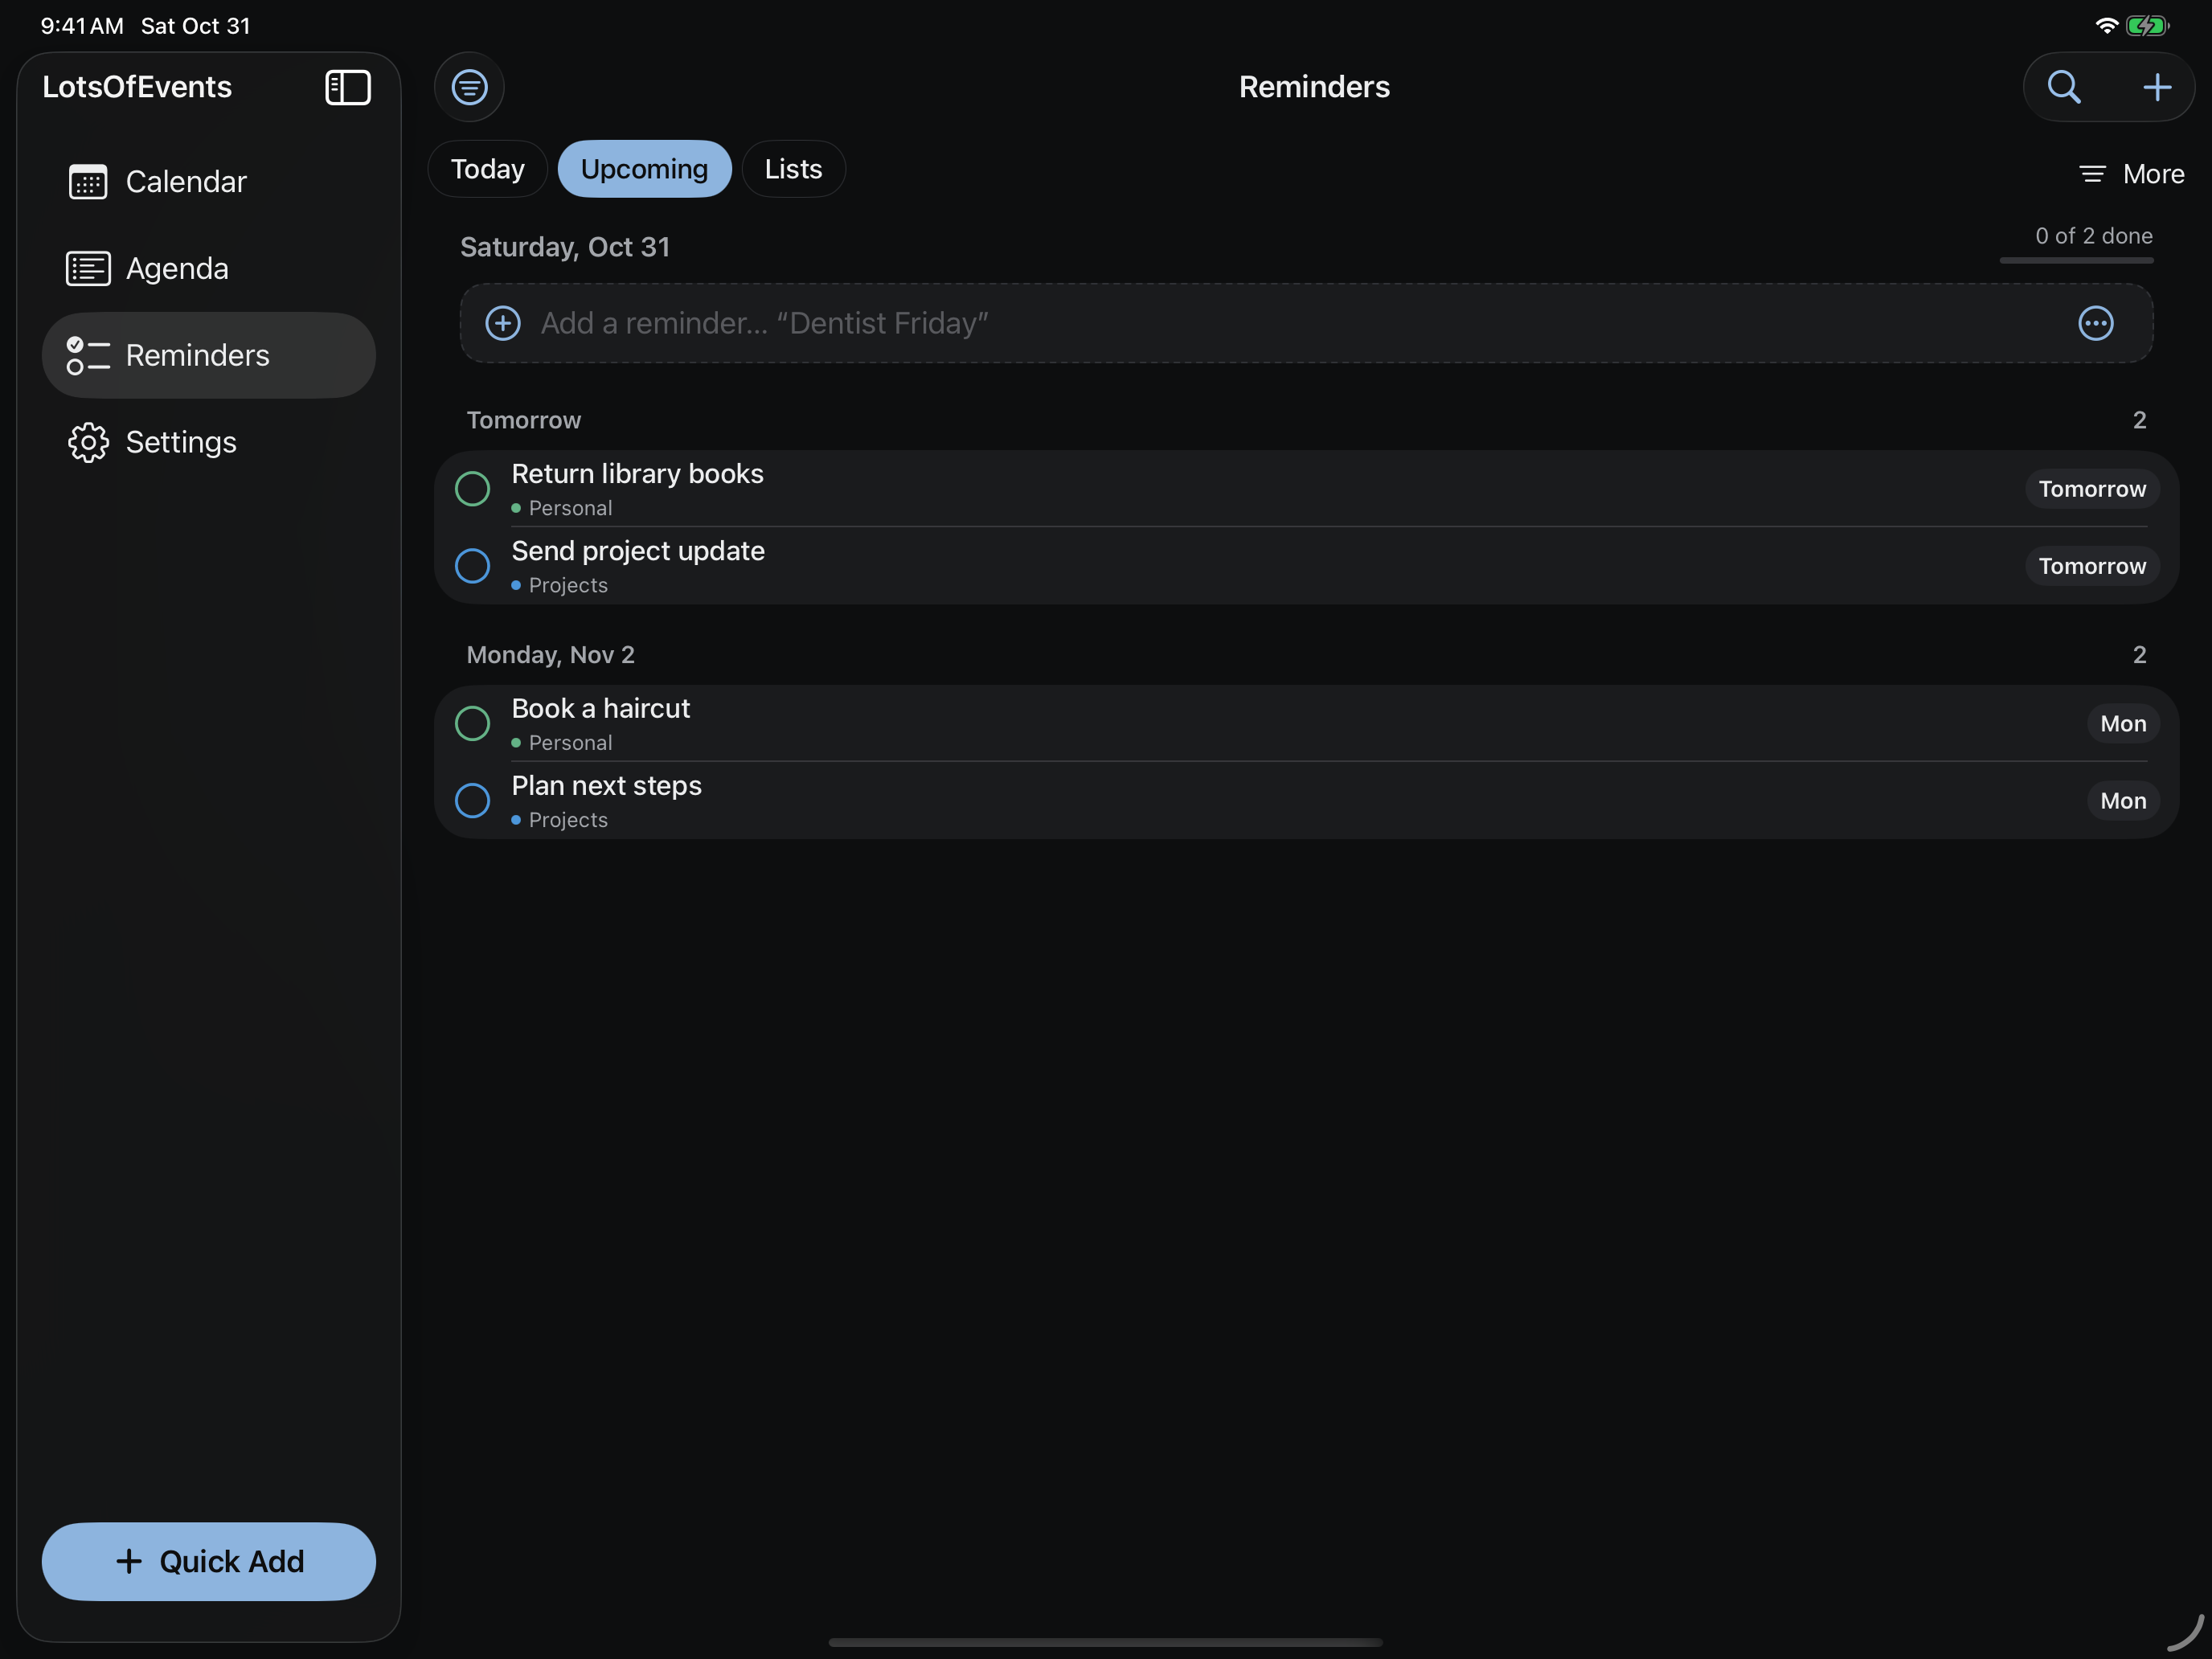 9:41 AM Sat Oct 31
LotsOfEvents
Calendar
Agenda
Reminders
Settings
Quick Add
Reminders
Today
Upcoming
Lists
More
Saturday, Oct 31
0 of 2 done
Add a reminder... “Dentist Friday”
Tomorrow
2
Return library books
Personal
Tomorrow
Send project update
Projects
Tomorrow
Monday, Nov 2
2
Book a haircut
Personal
Mon
Plan next steps
Projects
Mon